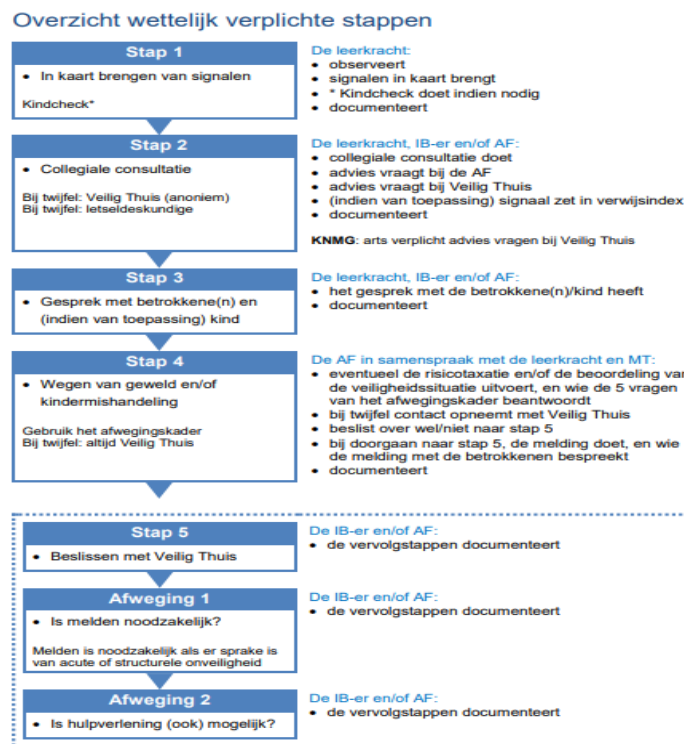 Overzicht wettelijk verplichte stappen
Stap 1
• In kaart brengen van signalen
Kindcheck*
De leerkracht:
• observeert
• signalen in kaart brengt
• * Kindcheck doet indien nodig
• documenteert
Stap 2
• Collegiale consultatie
Bij twijfel: Veilig Thuis (anoniem)
Bij twijfel: letseldeskundige
De leerkracht, IB-er en/of AF:
• collegiale consultatie doet
• advies vraagt bij de AF
• advies vraagt bij Veilig Thuis
• (indien van toepassing) signaal zet in verwijsindex
• documenteert
KNMG: arts verplicht advies vragen bij Veilig Thuis
Stap 3
• Gesprek met betrokkene(n) en
(indien van toepassing) kind
De leerkracht, IB-er en/of AF:
• het gesprek met de betrokkene(n)/kind heeft
• documenteert
Stap 4
• Wegen van geweld en/of
kindermishandeling
Gebruik het afwegingskader
Bij twijfel: altijd Veilig Thuis
De AF in samenspraak met de leerkracht en MT:
• eventueel de risicotaxatie en/of de beoordeling van
de veiligheidssituatie uitvoert, en wie de 5 vragen
van het afwegingskader beantwoordt
• bij twijfel contact opneemt met Veilig Thuis
• beslist over wel/niet naar stap 5
• bij doorgaan naar stap 5, de melding doet, en wie
de melding met de betrokkenen bespreekt
• documenteert
Stap 5
• Beslissen met Veilig Thuis
De IB-er en/of AF:
• de vervolgstappen documenteert
Afweging 1
• Is melden noodzakelijk?
Melden is noodzakelijk als er sprake is
van acute of structurele onveiligheid
De IB-er en/of AF:
• de vervolgstappen documenteert
Afweging 2
• Is hulpverlening (ook) mogelijk?
De IB-er en/of AF:
• de vervolgstappen documenteert